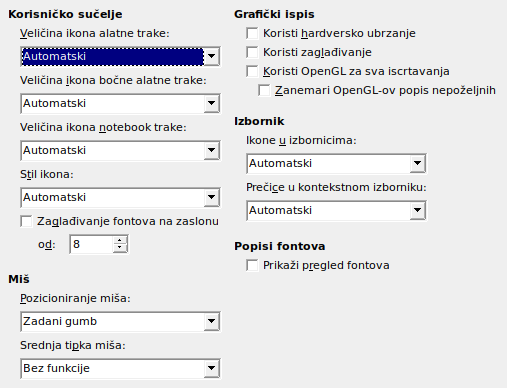 Korisničko sučelje
Veličina ikona alatne trake:
Automatski
Veličina ikona bočne alatne trake:
Automatski
Veličina ikona notebook trake:
Automatski
Stil ikona:
Automatski
Zaglađivanje fontova na zaslonu
od: 8
Miš
Pozicioniranje miša:
Zadani gumb
Srednja tipka miša:
Bez funkcije
Grafički ispis
Koristi hardversko ubrzanje
Koristi zaglađivanje
Koristi OpenGL za sva iscrtavanja
Zanemari OpenGL-ov popis nepoželjnih
Izbornik
Ikone u izbornicima:
Automatski
Prečice u kontekstnom izborniku:
Automatski
Popisi fontova
Prikaži pregled fontova